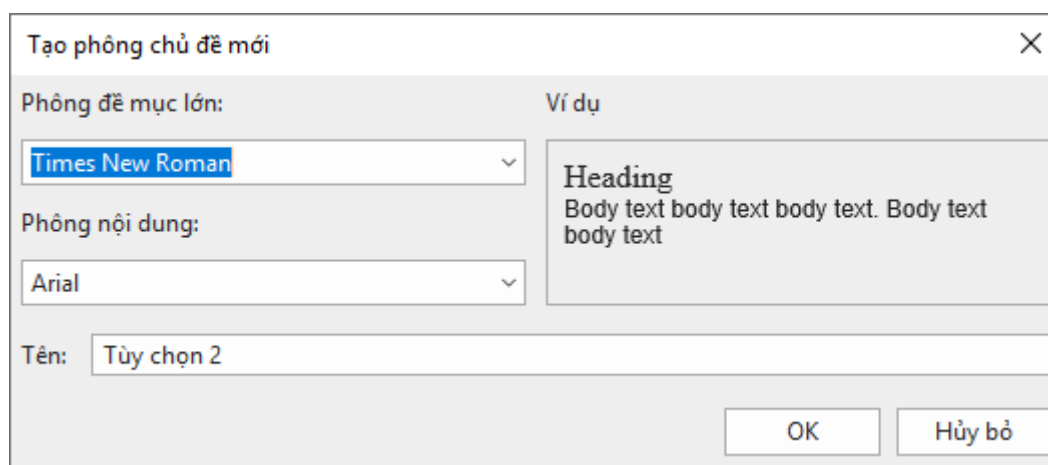 Tạo phông chủ đề mới
Phông đề mục lớn:
Times New Roman
Phông nội dung:
Arial
Ví dụ
Heading
Body text body text body text. Body text
body text
Tên:
Tùy chọn 2
OK
Hủy bỏ